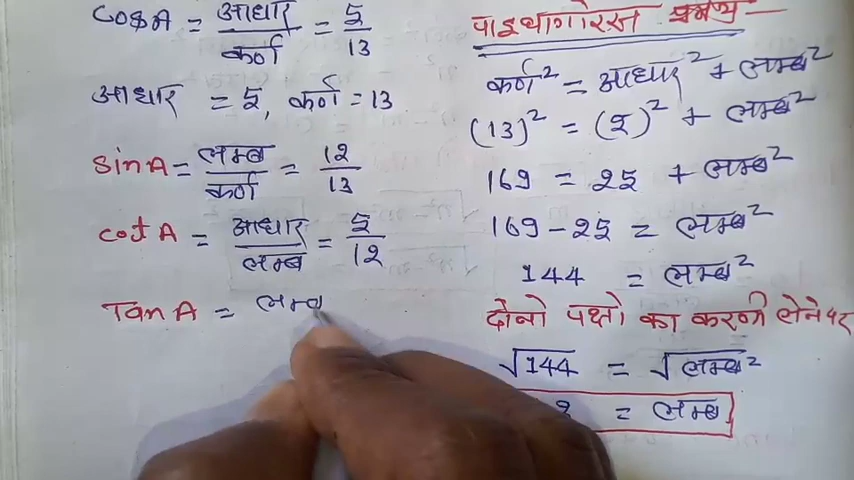 CosA = आधार/कर्ण = 5/13
आधार = 5, कर्ण = 13
SinA = लम्ब/कर्ण = 12/13
cotA = आधार/लम्ब = 5/12
TanA = लम्ब
पाइथागोरस प्रमेय —
कर्ण² = आधार² + लम्ब²
(13)² = (5)² + लम्ब²
169 = 25 + लम्ब²
169 - 25 = लम्ब²
144 = लम्ब²
दोनो पक्षो का करणी लेने पर
√144 = √लम्ब²
= लम्ब